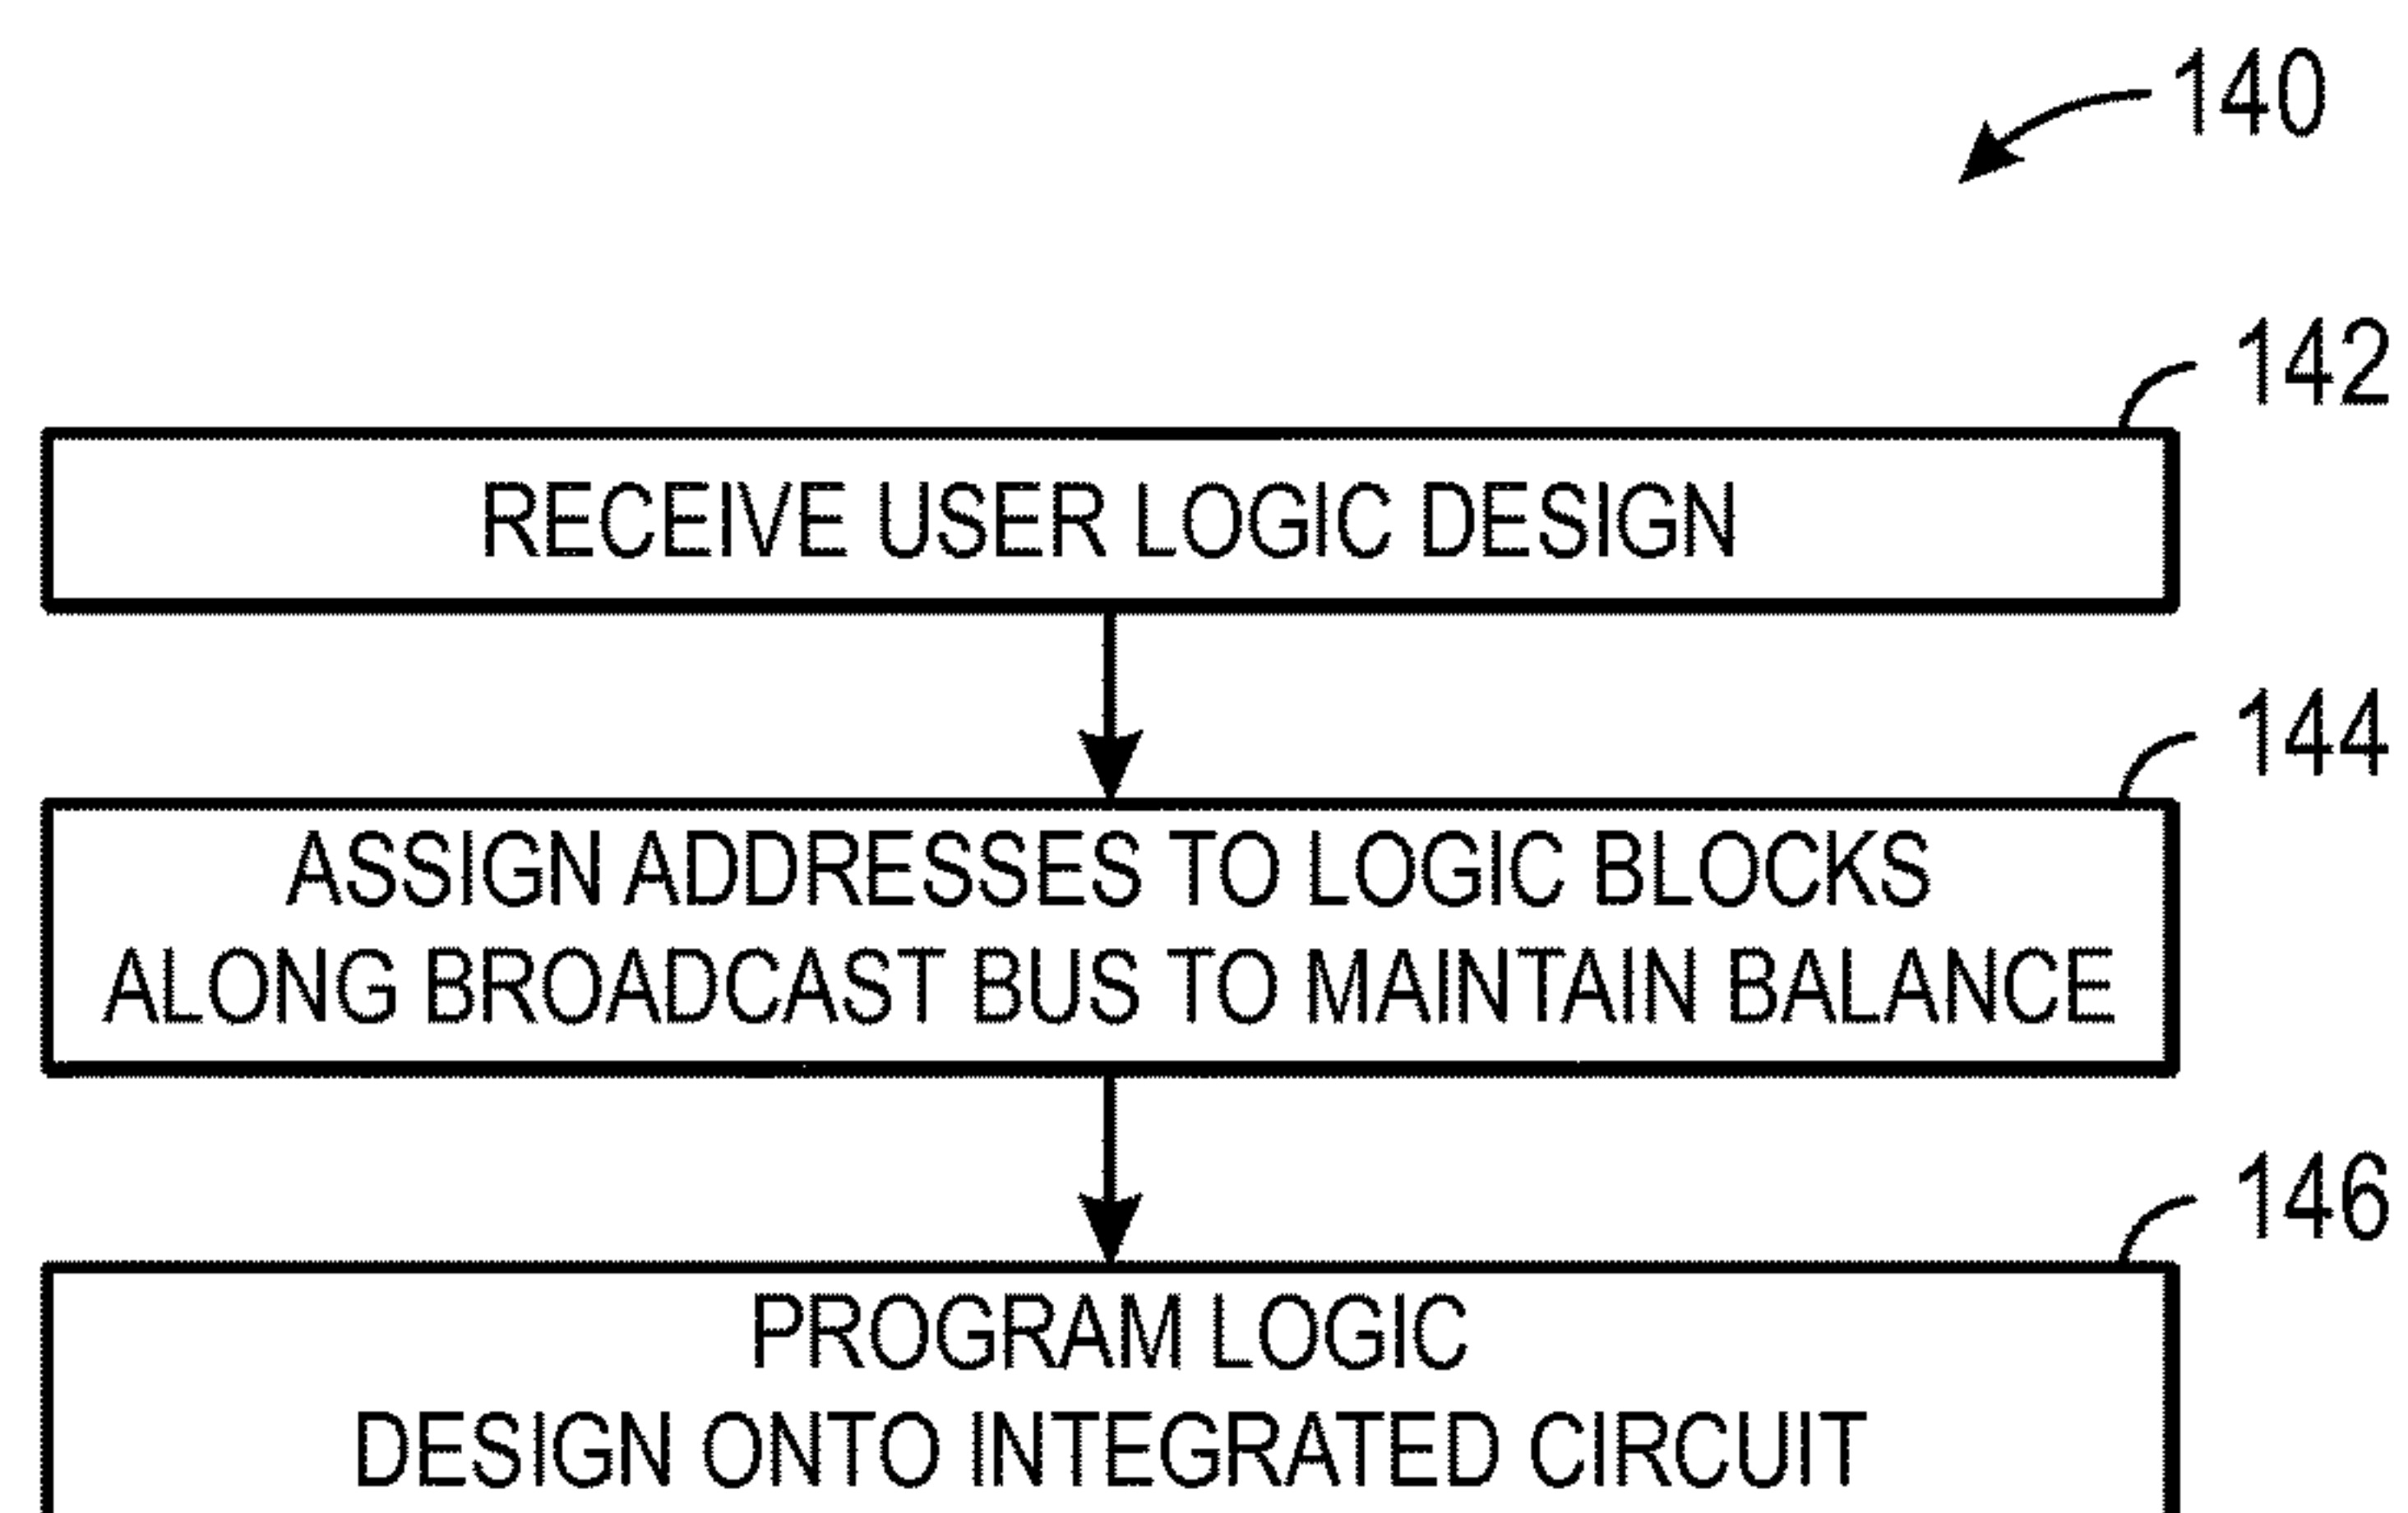 140
142
RECEIVE USER LOGIC DESIGN
144
ASSIGN ADDRESSES TO LOGIC BLOCKS
ALONG BROADCAST BUS TO MAINTAIN BALANCE
146
PROGRAM LOGIC
DESIGN ONTO INTEGRATED CIRCUIT